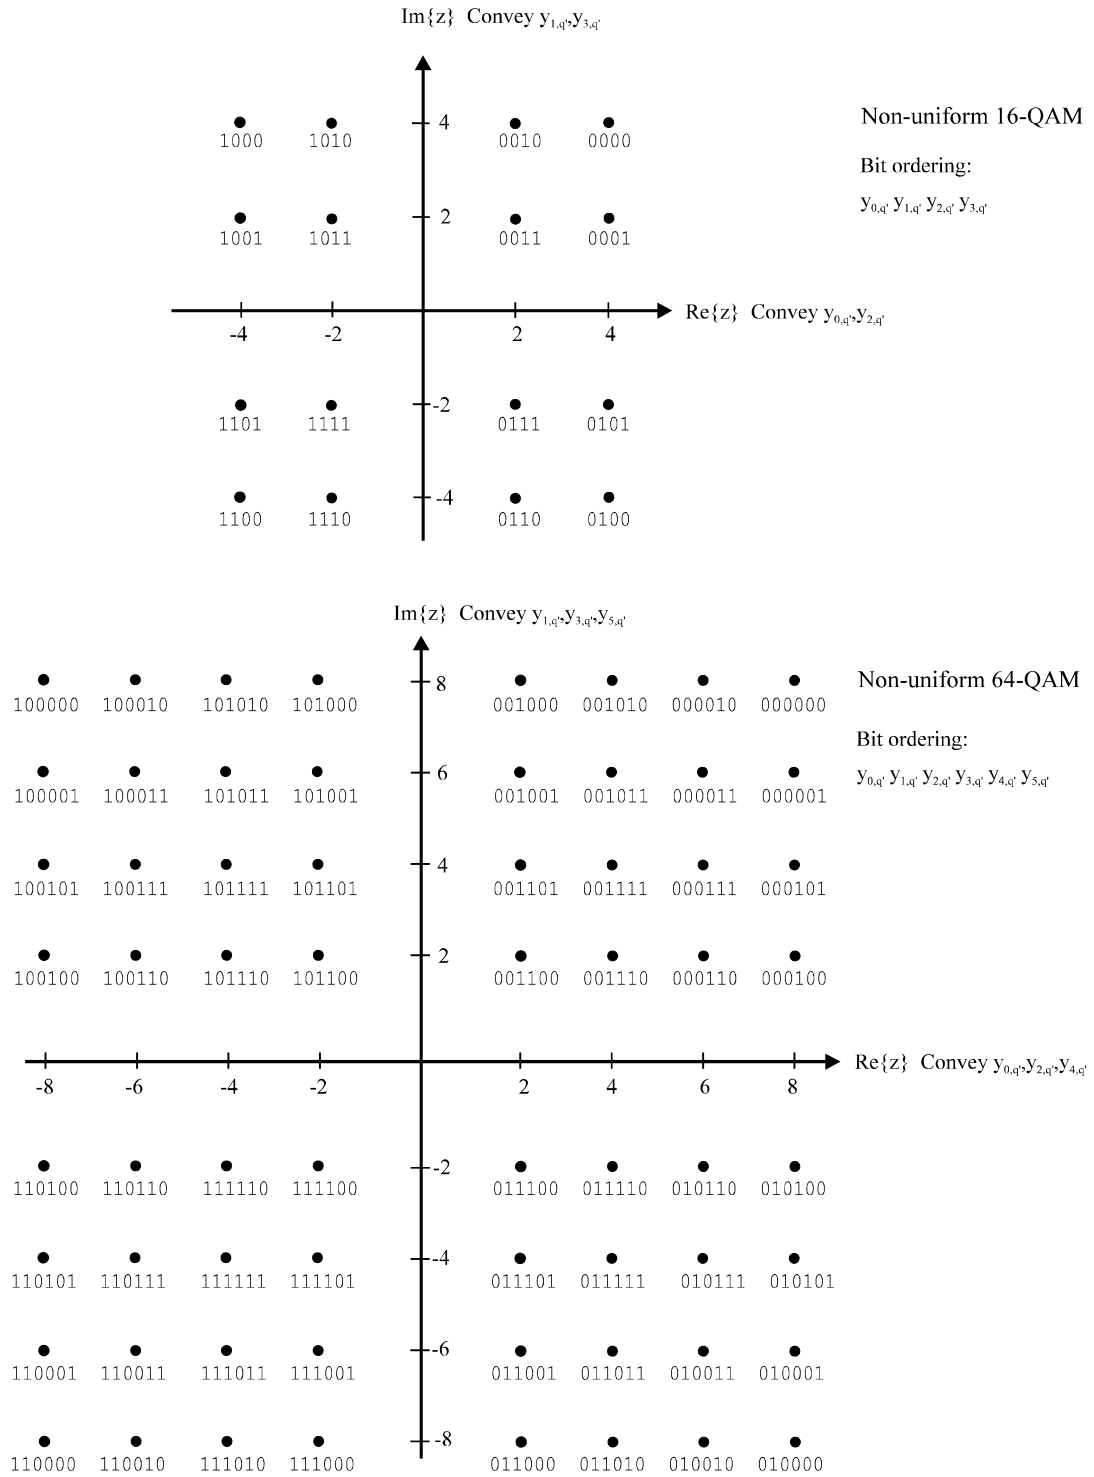 Im{z} Convey y1,q',y3,q'
4
Non-uniform 16-QAM
1000 1010 0010 0000
Bit ordering:
y0,q' y1,q' y2,q' y3,q'
2
1001 1011 0011 0001
Re{z} Convey y0,q',y2,q'
-4 -2 2 4
-2
1101 1111 0111 0101
-4
1100 1110 0110 0100
Im{z} Convey y1,q',y3,q',y5,q'
8
Non-uniform 64-QAM
100000 100010 101010 101000 001000 001010 000010 000000
Bit ordering:
6
y0,q' y1,q' y2,q' y3,q' y4,q' y5,q'
100001 100011 101011 101001 001001 001011 000011 000001
4
100101 100111 101111 101101 001101 001111 000111 000101
2
100100 100110 101110 101100 001100 001110 000110 000100
Re{z} Convey y0,q',y2,q',y4,q'
-8 -6 -4 -2 2 4 6 8
-2
110100 110110 111110 111100 011100 011110 010110 010100
-4
110101 110111 111111 111101 011101 011111 010111 010101
-6
110001 110011 111011 111001 011001 011011 010011 010001
-8
110000 110010 111010 111000 011000 011010 010010 010000